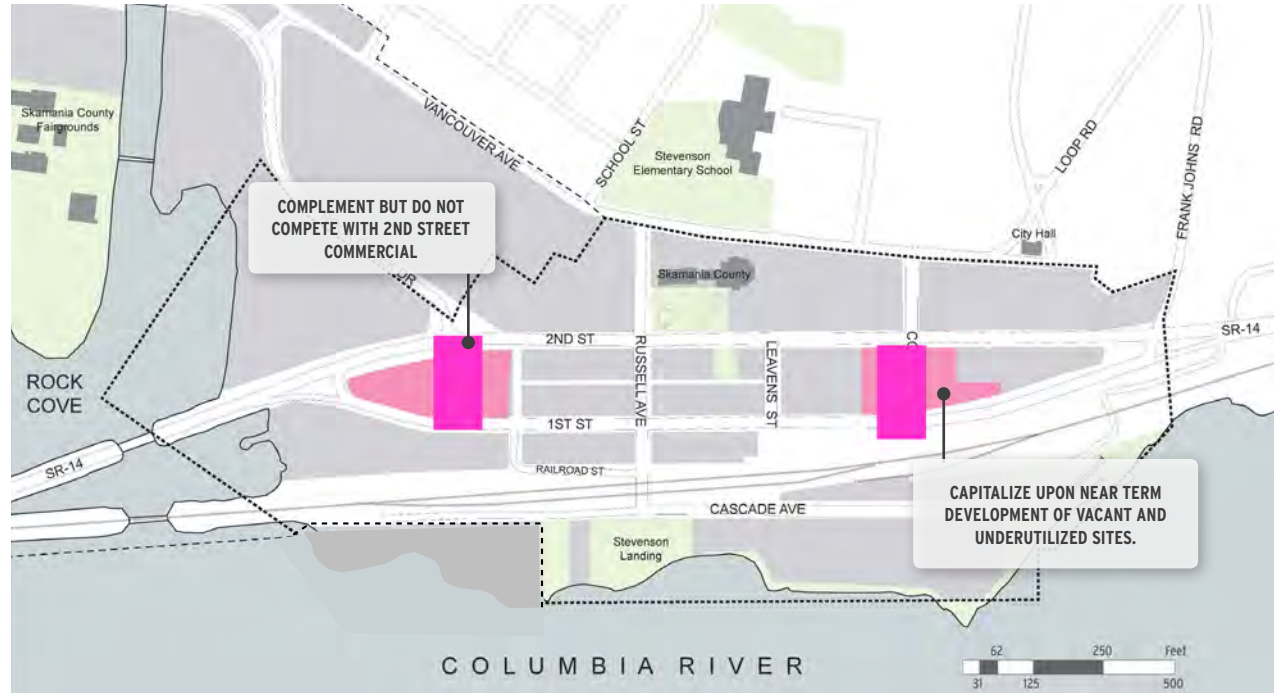 Skamania County
Fairgrounds
VANCOUVER AVE
SCHOOL ST
Stevenson
Elementary School
LOOP RD
FRANK JOHNS RD
City Hall
COMPLEMENT BUT DO NOT
COMPETE WITH 2ND STREET
COMMERCIAL
DR
Skamania County
2ND ST
RUSSELL AVE
LEAVENS ST
CO
SR-14
ROCK
COVE
1ST ST
SR-14
RAILROAD ST
CASCADE AVE
CAPITALIZE UPON NEAR TERM
DEVELOPMENT OF VACANT AND
UNDERUTILIZED SITES.
Stevenson
Landing
COLUMBIA RIVER
62 250 Feet
31 125 500